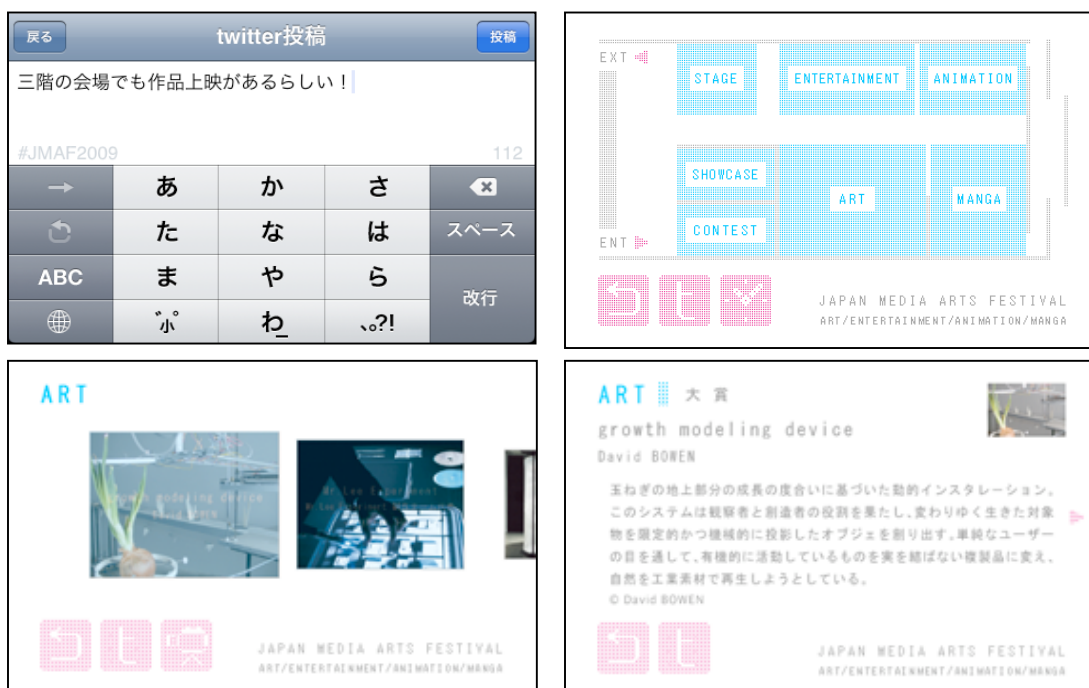 戻る
twitter投稿
投稿
三階の会場でも作品上映があるらしい！
#JMAF2009
112
→ あ か さ
た な は スペース
ABC ま や ら 改行
゛゜小 わ_ 、。?!
EXT
STAGE
ENTERTAINMENT
ANIMATION
SHOWCASE
ART
MANGA
CONTEST
ENT
JAPAN MEDIA ARTS FESTIVAL
ART/ENTERTAINMENT/ANIMATION/MANGA
ART
growth modeling device
David BOWEN
Mr Lee Experiment
JAPAN MEDIA ARTS FESTIVAL
ART/ENTERTAINMENT/ANIMATION/MANGA
ART 大賞
growth modeling device
David BOWEN
玉ねぎの地上部分の成長の度合いに基づいた動的インスタレーション。
このシステムは観察者と創造者の役割を果たし、変わりゆく生きた対象
物を限定的かつ機械的に投影したオブジェを創り出す。単純なユーザー
の目を通して、有機的に活動しているものを実を結ばない複製品に変え、
自然を工業素材で再生しようとしている。
© David BOWEN
JAPAN MEDIA ARTS FESTIVAL
ART/ENTERTAINMENT/ANIMATION/MANGA